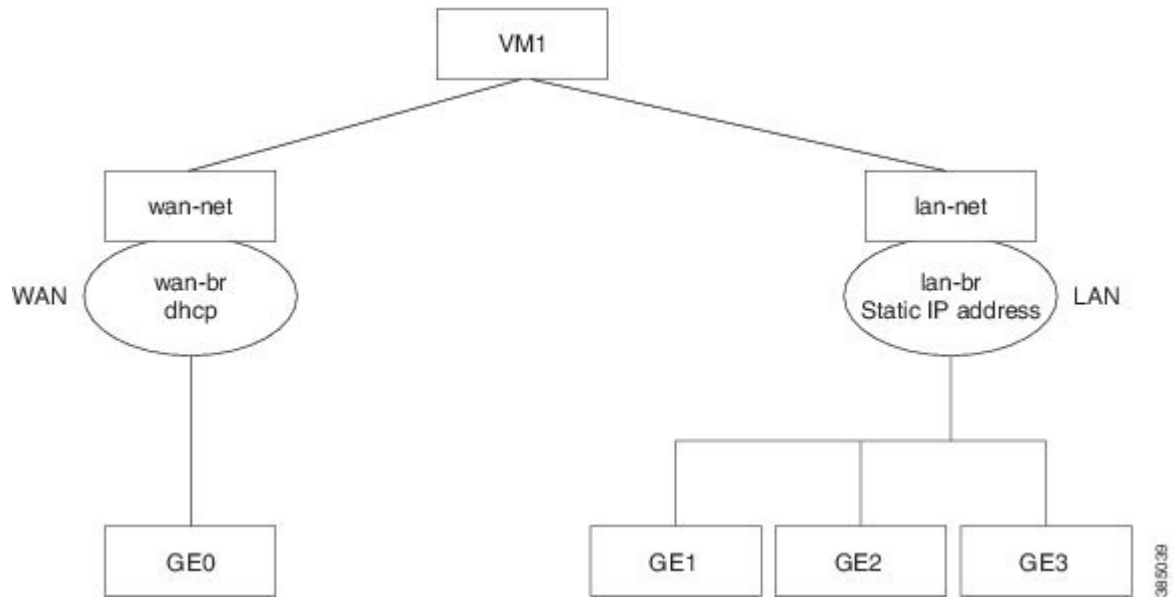 VM1
wan-net
lan-net
WAN
wan-br
dhcp
lan-br
Static IP address
LAN
GE0
GE1
GE2
GE3
385039